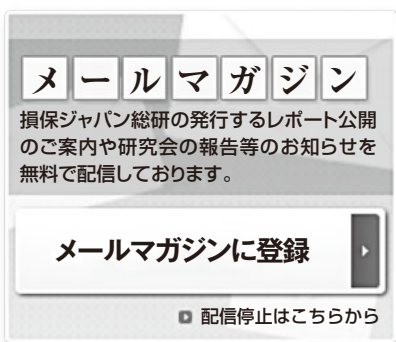 メールマガジン
損保ジャパン総研の発行するレポート公開
のご案内や研究会の報告等のお知らせを
無料で配信しております。
メールマガジンに登録
配信停止はこちらから